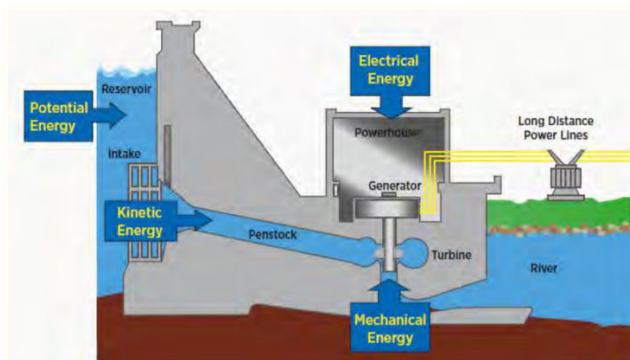 Reservoir
Potential
Energy
Intake
Kinetic
Energy
Penstock
Electrical
Energy
Powerhouse
Generator
Turbine
Mechanical
Energy
Long Distance
Power Lines
River